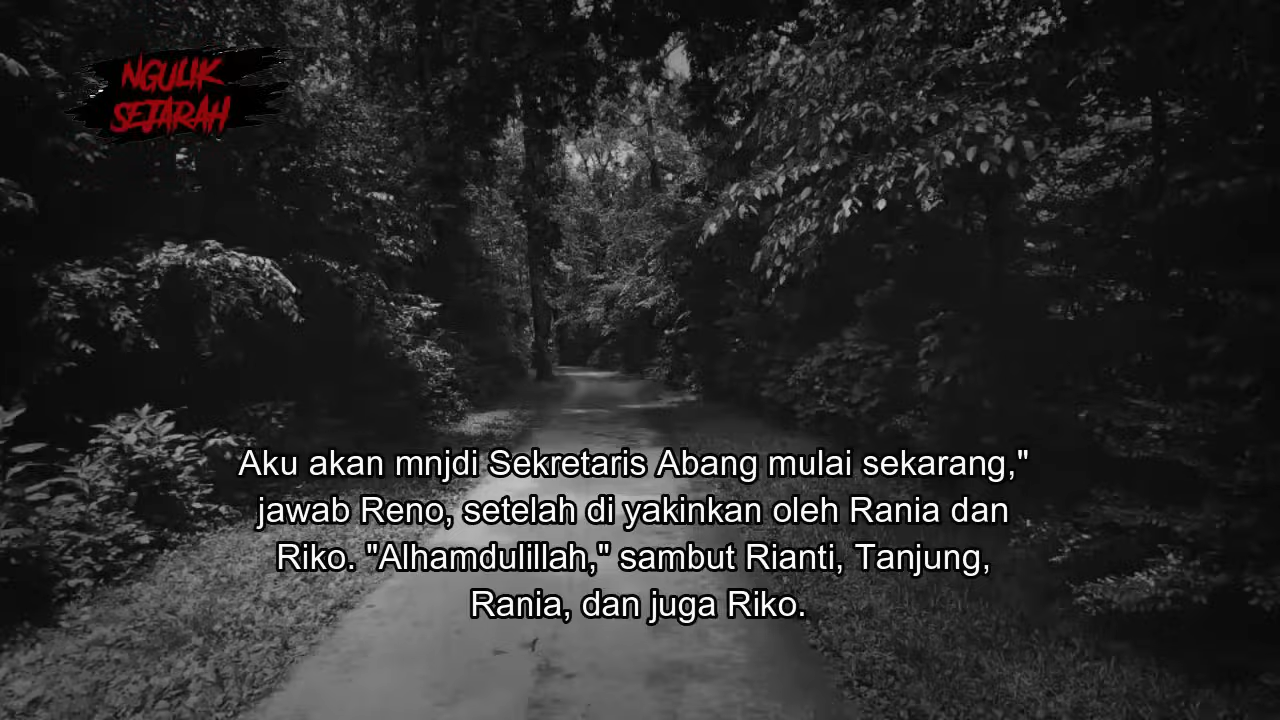 NGULIK
SEJARAH
Aku akan mnjdi Sekretaris Abang mulai sekarang,"
jawab Reno, setelah di yakinkan oleh Rania dan
Riko. "Alhamdulillah," sambut Rianti, Tanjung,
Rania, dan juga Riko.